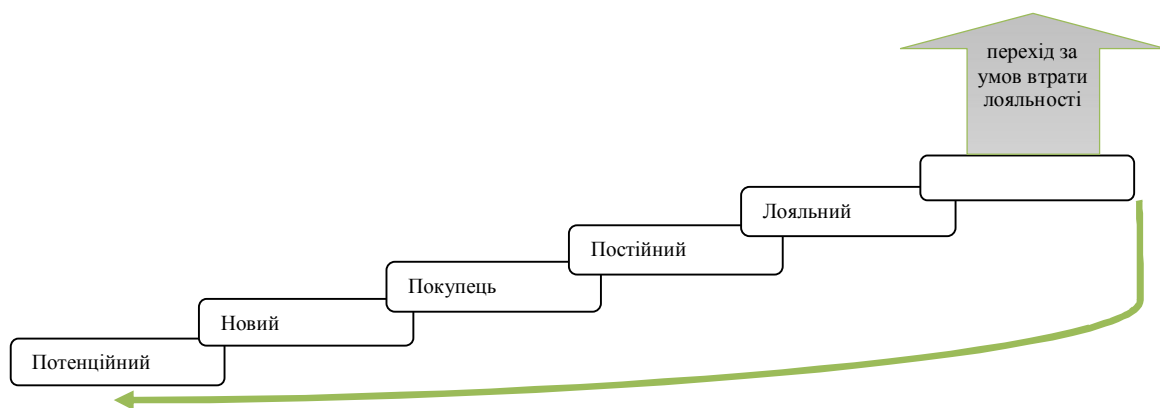 перехід за
умов втрати
лояльності
Лояльний
Постійний
Покупець
Новий
Потенційний